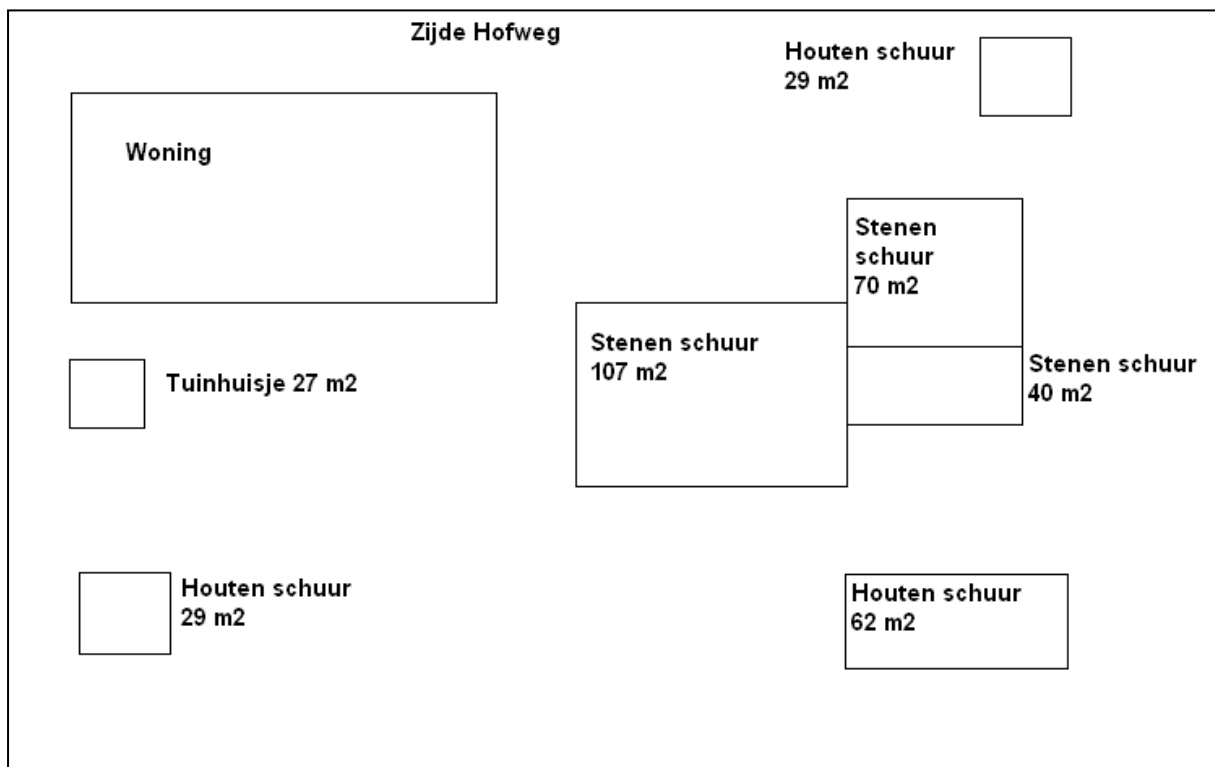 Zijde Hofweg
Houten schuur
29 m2
Woning
Stenen
schuur
70 m2
Stenen schuur
107 m2
Stenen schuur
40 m2
Tuinhuisje 27 m2
Houten schuur
29 m2
Houten schuur
62 m2